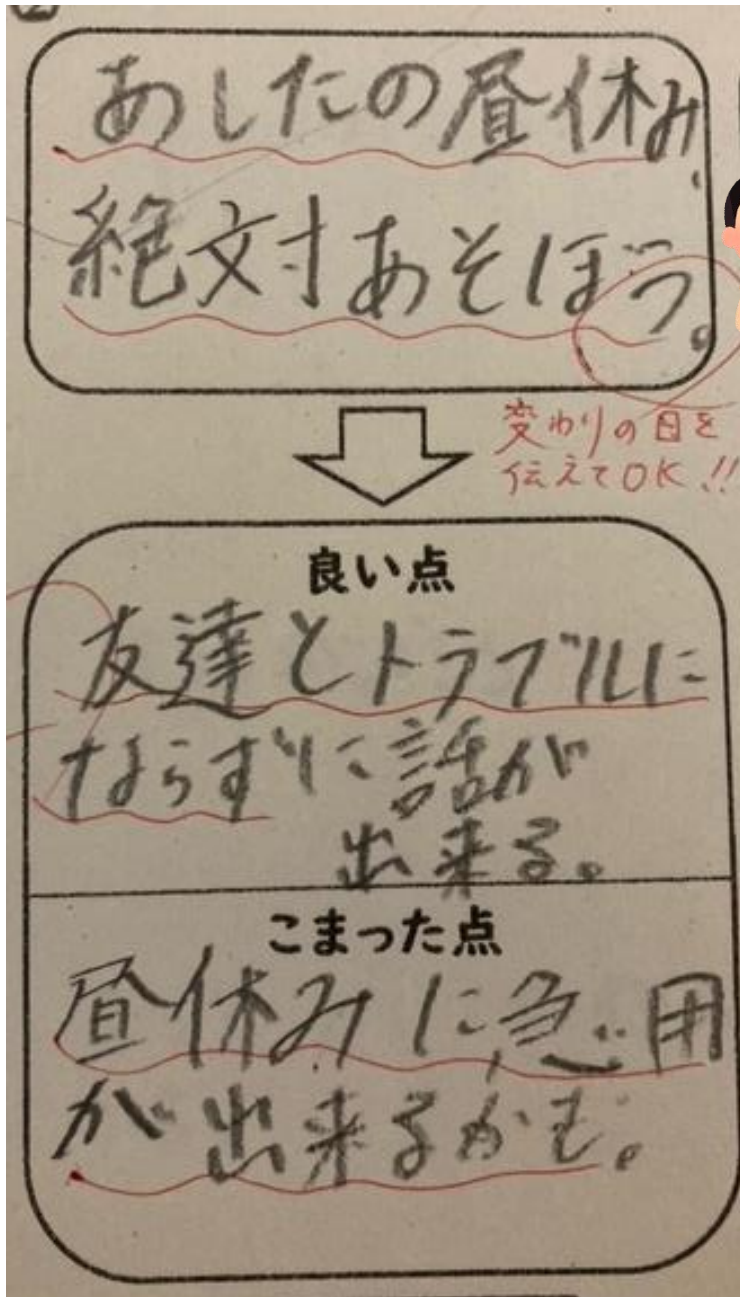 あしたの昼休み、
絶対あそぼう。
変わりの日を
伝えてOK!!
良い点
友達とトラブルに
ならずに話が
出来る。
こまった点
昼休みに急用
が出来るかも。